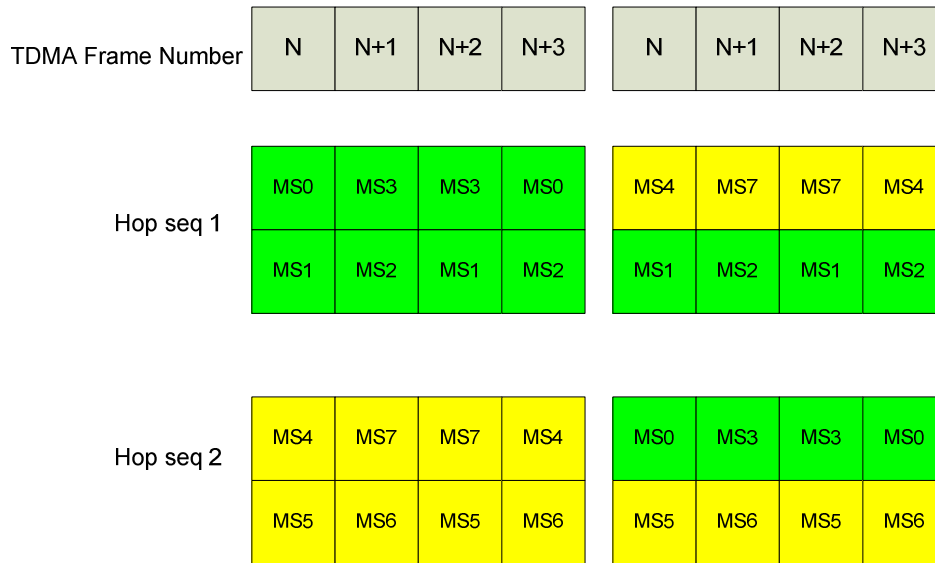 TDMA Frame Number N N+1 N+2 N+3 N N+1 N+2 N+3
MS0 MS3 MS3 MS0 MS4 MS7 MS7 MS4
Hop seq 1
MS1 MS2 MS1 MS2 MS1 MS2 MS1 MS2
MS4 MS7 MS7 MS4 MS0 MS3 MS3 MS0
Hop seq 2
MS5 MS6 MS5 MS6 MS5 MS6 MS5 MS6